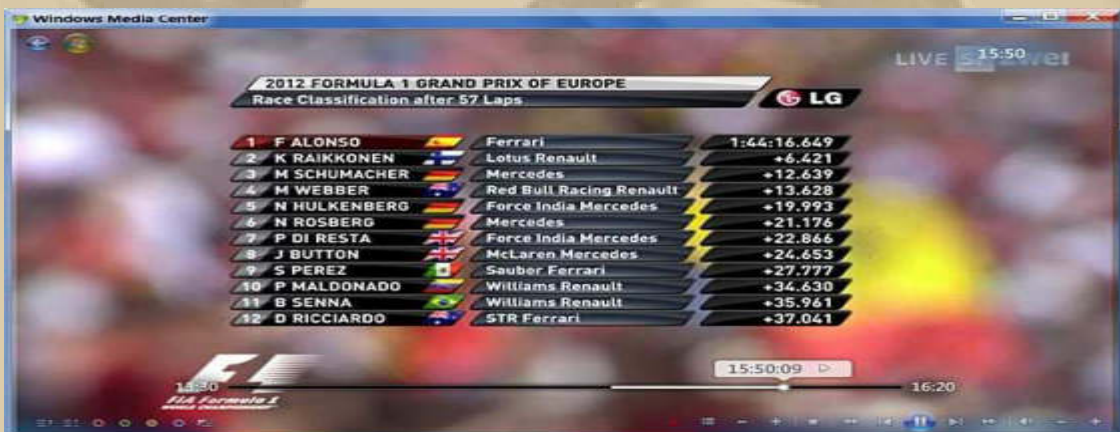 Windows Media Center
LIVE 15:50
2012 FORMULA 1 GRAND PRIX OF EUROPE
Race Classification after 57 Laps
LG
1 F ALONSO Ferrari 1:44:16.649
2 K RAIKKONEN Lotus Renault +6.421
3 M SCHUMACHER Mercedes +12.639
4 M WEBBER Red Bull Racing Renault +13.628
5 N HULKENBERG Force India Mercedes +19.993
6 N ROSBERG Mercedes +21.176
7 P DI RESTA Force India Mercedes +22.866
8 J BUTTON McLaren Mercedes +24.653
9 S PEREZ Sauber Ferrari +27.777
10 P MALDONADO Williams Renault +34.630
11 B SENNA Williams Renault +35.961
12 D RICCIARDO STR Ferrari +37.041
15:50:09
16:20
F1
FIA Formula 1
WORLD CHAMPIONSHIP